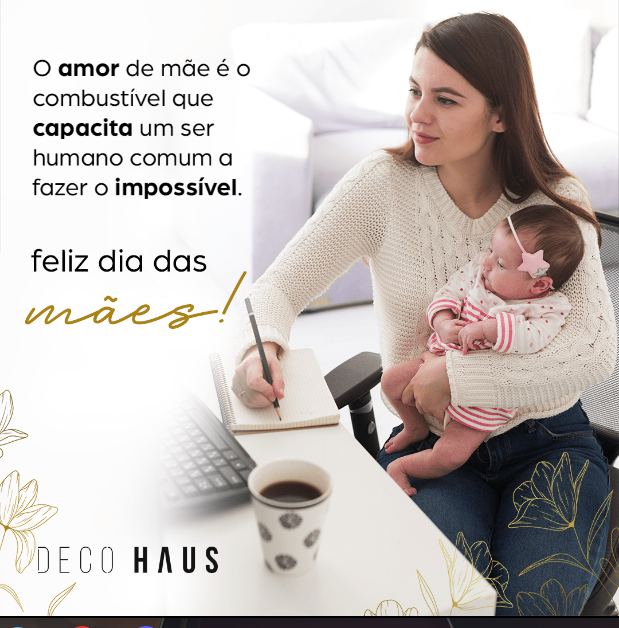 O amor de mãe é o
combustível que
capacita um ser
humano comum a
fazer o impossível.
feliz dia das
mães!
DECO HAUS